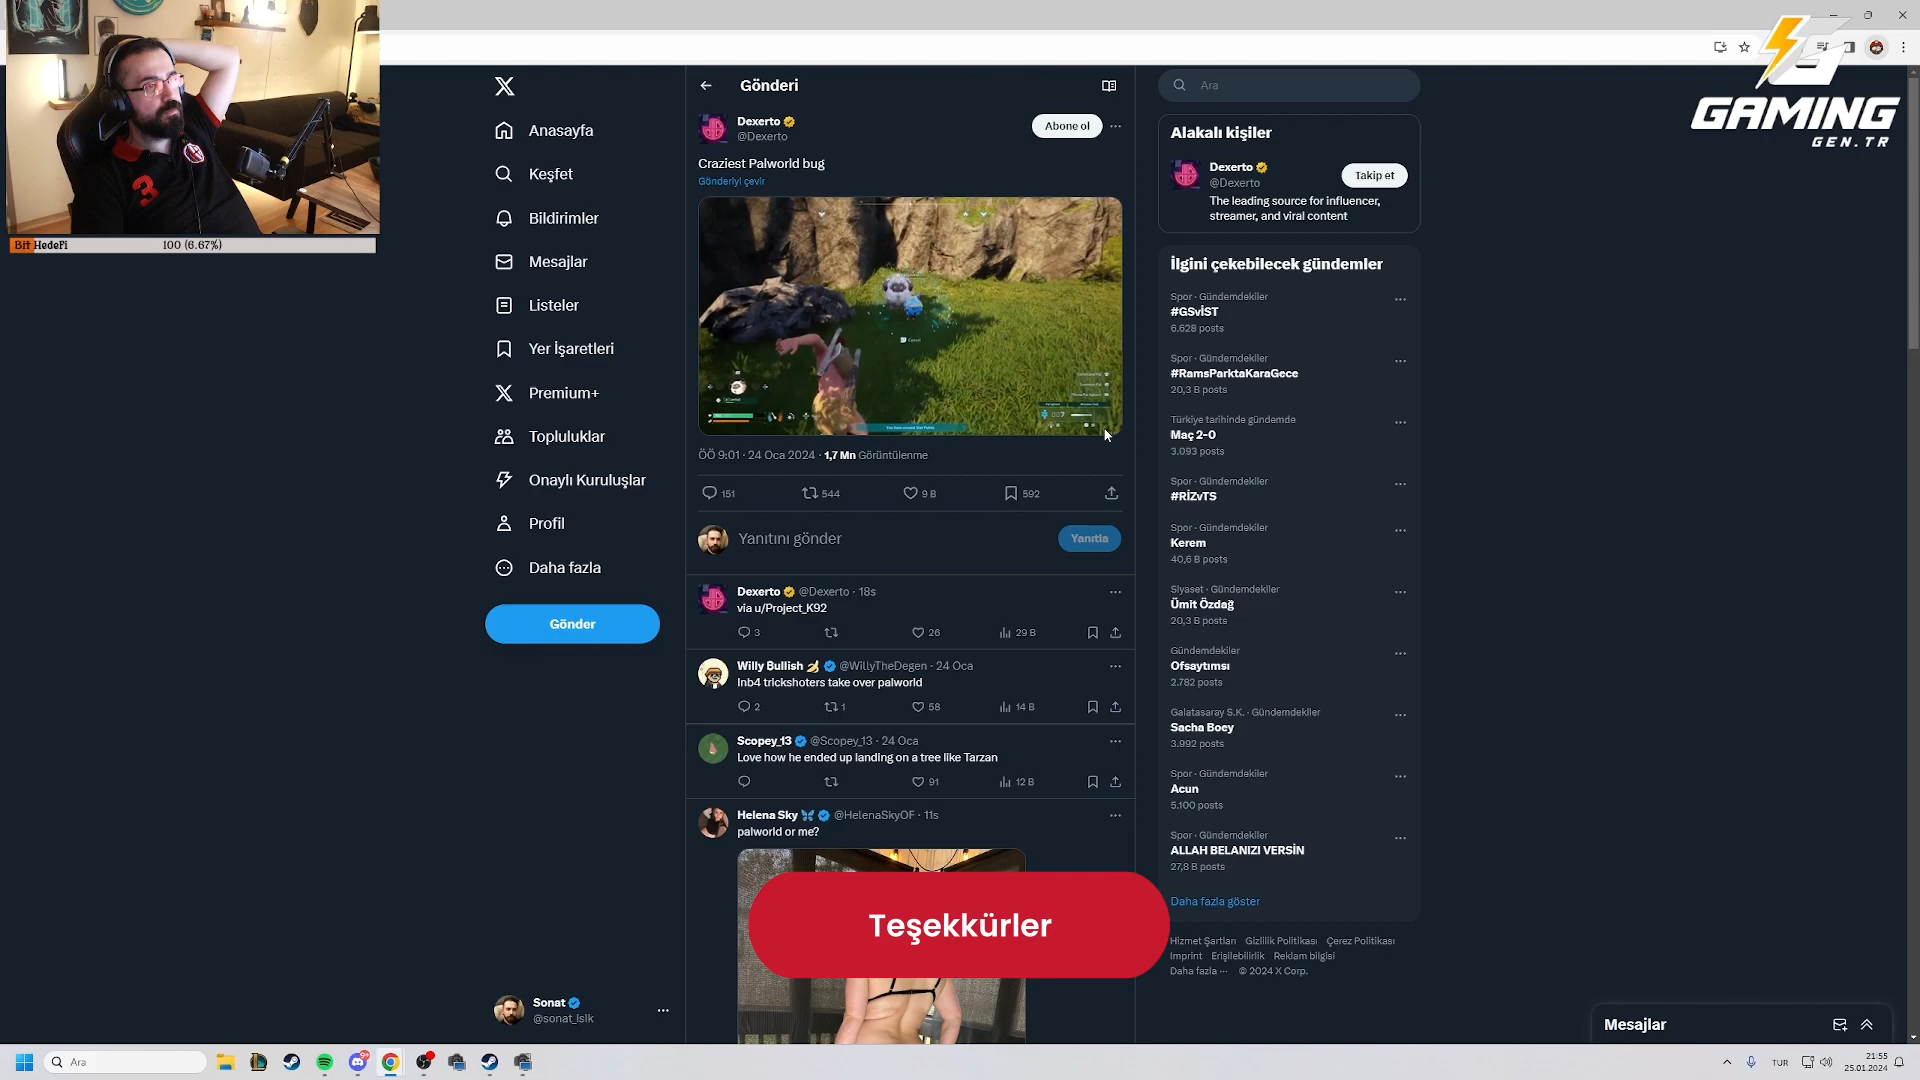 Bit Hedefi
100 (6.67%)
GAMING
GEN.TR
Anasayfa
Keşfet
Bildirimler
Mesajlar
Listeler
Yer İşaretleri
Premium+
Topluluklar
Onaylı Kuruluşlar
Profil
Daha fazla
Gönder
Sonat
@sonat_Islk
Gönderi
Dexerto
@Dexerto
Abone ol
Craziest Palworld bug
Gönderiyi çevir
Cancel
You have unused Stat Points
ÖÖ 9:01 · 24 Oca 2024 · 1,7 Mn Görüntülenme
151 544 9 B 592
Yanıtını gönder
Yanıtla
Dexerto @Dexerto · 18s
via u/Project_K92
3 26 29 B
Willy Bullish @WillyTheDegen · 24 Oca
Inb4 trickshoters take over palworld
2 1 58 14 B
Scopey_13 @Scopey_13 · 24 Oca
Love how he ended up landing on a tree like Tarzan
91 12 B
Helena Sky @HelenaSkyOF · 11s
palworld or me?
Teşekkürler
Ara
Alakalı kişiler
Dexerto
@Dexerto
Takip et
The leading source for influencer,
streamer, and viral content
İlgini çekebilecek gündemler
Spor · Gündemdekiler
#GSvİST
6.628 posts
Spor · Gündemdekiler
#RamsParktaKaraGece
20,3 B posts
Türkiye tarihinde gündemde
Maç 2-0
3.093 posts
Spor · Gündemdekiler
#RİZvTS
Spor · Gündemdekiler
Kerem
40,6 B posts
Siyaset · Gündemdekiler
Ümit Özdağ
20,3 B posts
Gündemdekiler
Ofsaytımsı
2.782 posts
Galatasaray S.K. · Gündemdekiler
Sacha Boey
3.992 posts
Spor · Gündemdekiler
Acun
5.100 posts
Spor · Gündemdekiler
ALLAH BELANIZI VERSİN
27,8 B posts
Daha fazla göster
Hizmet Şartları Gizlilik Politikası Çerez Politikası
Imprint Erişilebilirlik Reklam bilgisi
Daha fazla ··· © 2024 X Corp.
Mesajlar
Ara
TUR
21:55
25.01.2024